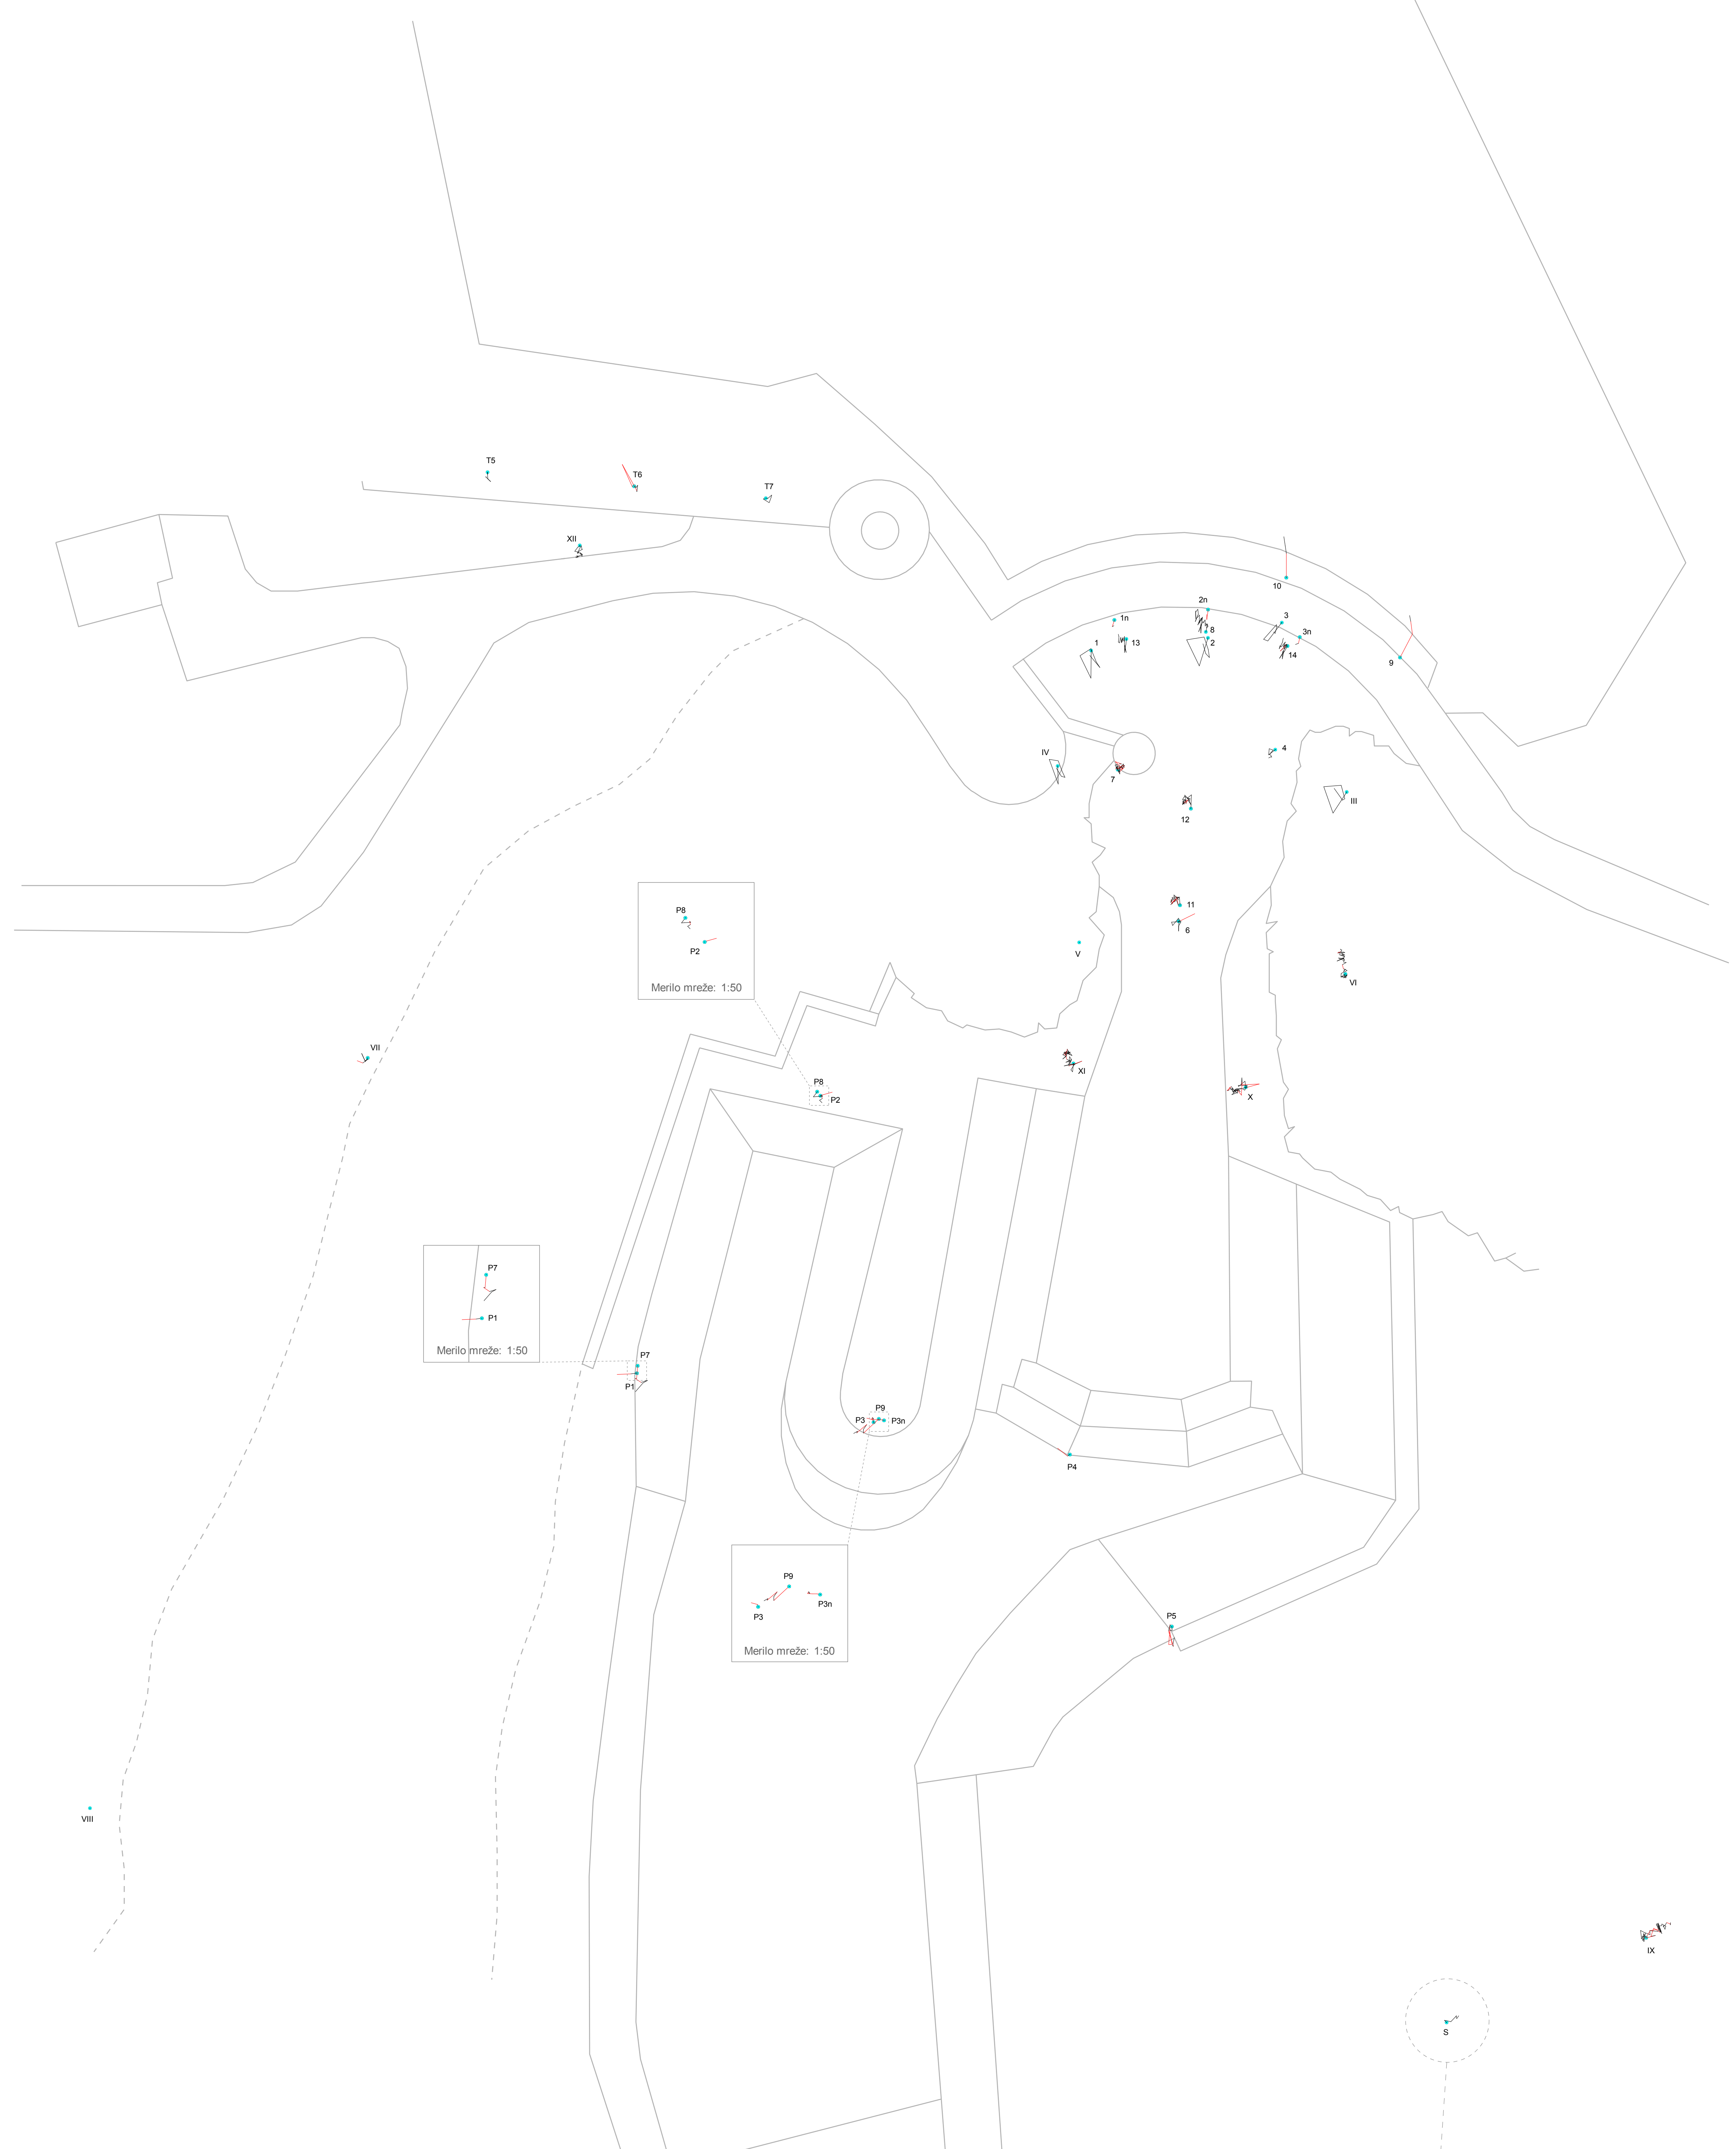 T5
T6
T7
XII
10
2n
1n
3
3n
8
2
1
13
14
9
IV
4
7
III
12
P8
11
6
P2
V
VI
Merilo mreže: 1:50
VII
XI
P8
X
P2
P7
P1
Merilo mreže: 1:50
P7
P1
P9
P3
P3n
P4
P9
P3n
P3
P5
Merilo mreže: 1:50
VIII
IX
S